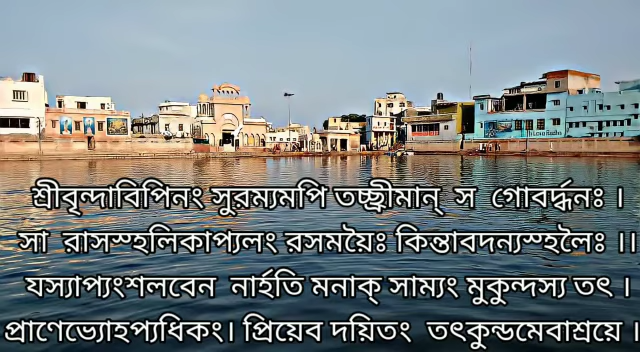 শ্রীবৃন্দাবিপিনং সুরম্যমপি তচ্ছ্রীমান্ স গোবর্দ্ধনঃ ।
সা রাসস্হলিকাপ্যলং রসময়ৈঃ কিন্তাবদন্যস্হলৈঃ ।।
যস্যাপ্যংশলবেন নার্হতি মনাক্ সাম্যং মুকুন্দস্য তৎ ।
প্রাণেভ্যোহপ্যধিকং। প্রিয়েব দয়িতং তৎকুন্ডমেবাশ্রয়ে ।